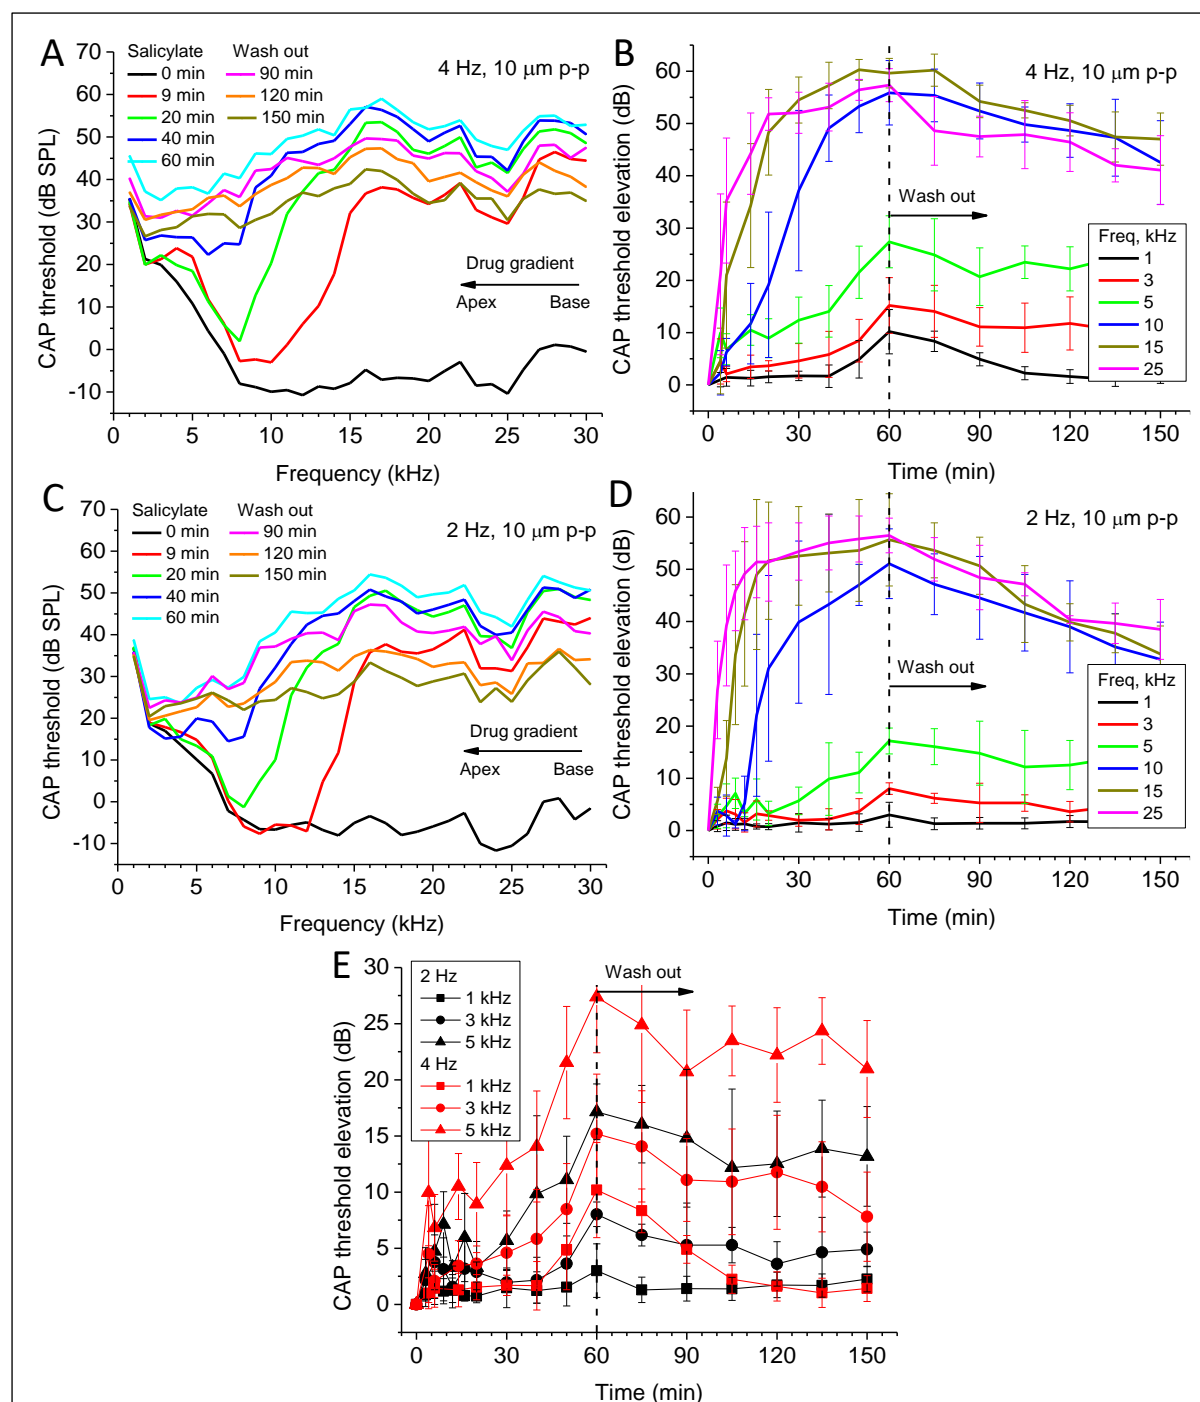 A
Salicylate Wash out
0 min 90 min
9 min 120 min
20 min 150 min
40 min
60 min
4 Hz, 10 μm p-p
70
60
50
40
30
20
10
0
-10
CAP threshold (dB SPL)
Drug gradient
Apex Base
0 5 10 15 20 25 30
Frequency (kHz)
B
4 Hz, 10 μm p-p
60
50
40
30
20
10
0
CAP threshold elevation (dB)
Wash out
Freq, kHz
1
3
5
10
15
25
0 30 60 90 120 150
Time (min)
C
Salicylate Wash out
0 min 90 min
9 min 120 min
20 min 150 min
40 min
60 min
2 Hz, 10 μm p-p
70
60
50
40
30
20
10
0
-10
CAP threshold (dB SPL)
Drug gradient
Apex Base
0 5 10 15 20 25 30
Frequency (kHz)
D
2 Hz, 10 μm p-p
60
50
40
30
20
10
0
CAP threshold elevation (dB)
Wash out
Freq, kHz
1
3
5
10
15
25
0 30 60 90 120 150
Time (min)
E
2 Hz
1 kHz
3 kHz
5 kHz
4 Hz
1 kHz
3 kHz
5 kHz
Wash out
30
25
20
15
10
5
0
CAP threshold elevation (dB)
0 30 60 90 120 150
Time (min)